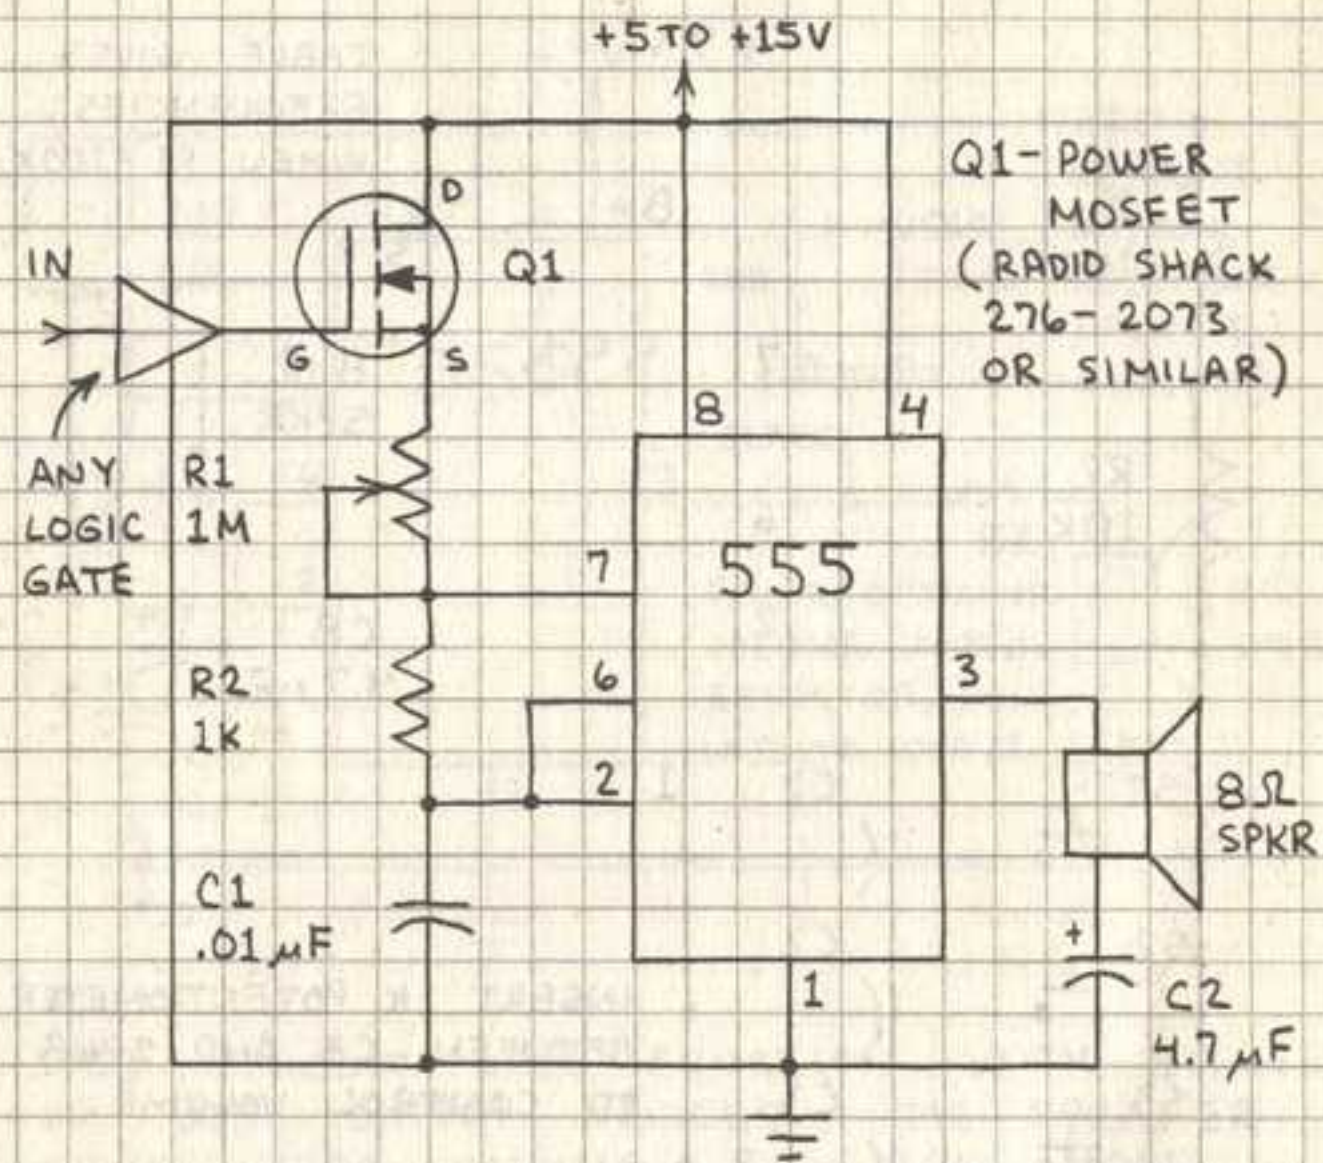 +5 TO +15V
Q1 - POWER
MOSFET
(RADIO SHACK
276-2073
OR SIMILAR)
D
IN
Q1
G
S
8
4
ANY
LOGIC
GATE
R1
1M
7
555
R2
1K
6
3
2
8Ω
SPKR
C1
.01μF
+
1
C2
4.7μF